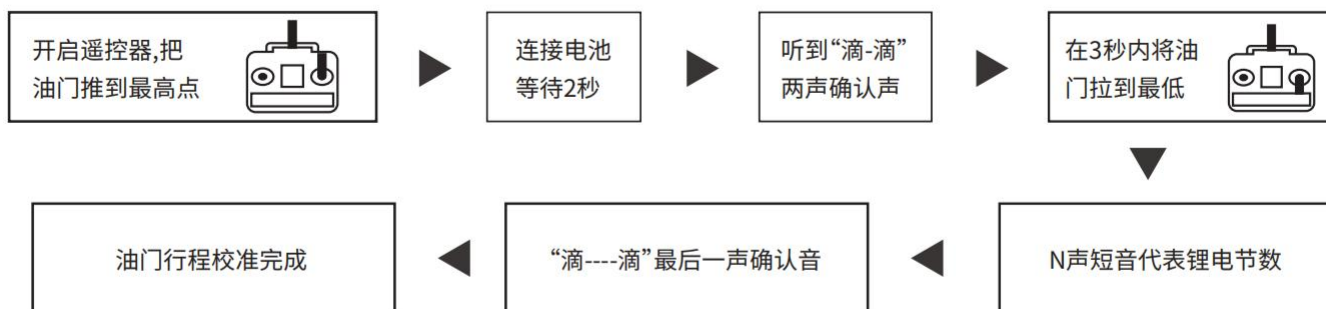 开启遥控器,把
油门推到最高点
连接电池
等待2秒
听到“滴-滴”
两声确认声
在3秒内将油
门拉到最低
N声短音代表锂电节数
“滴----滴”最后一声确认音
油门行程校准完成